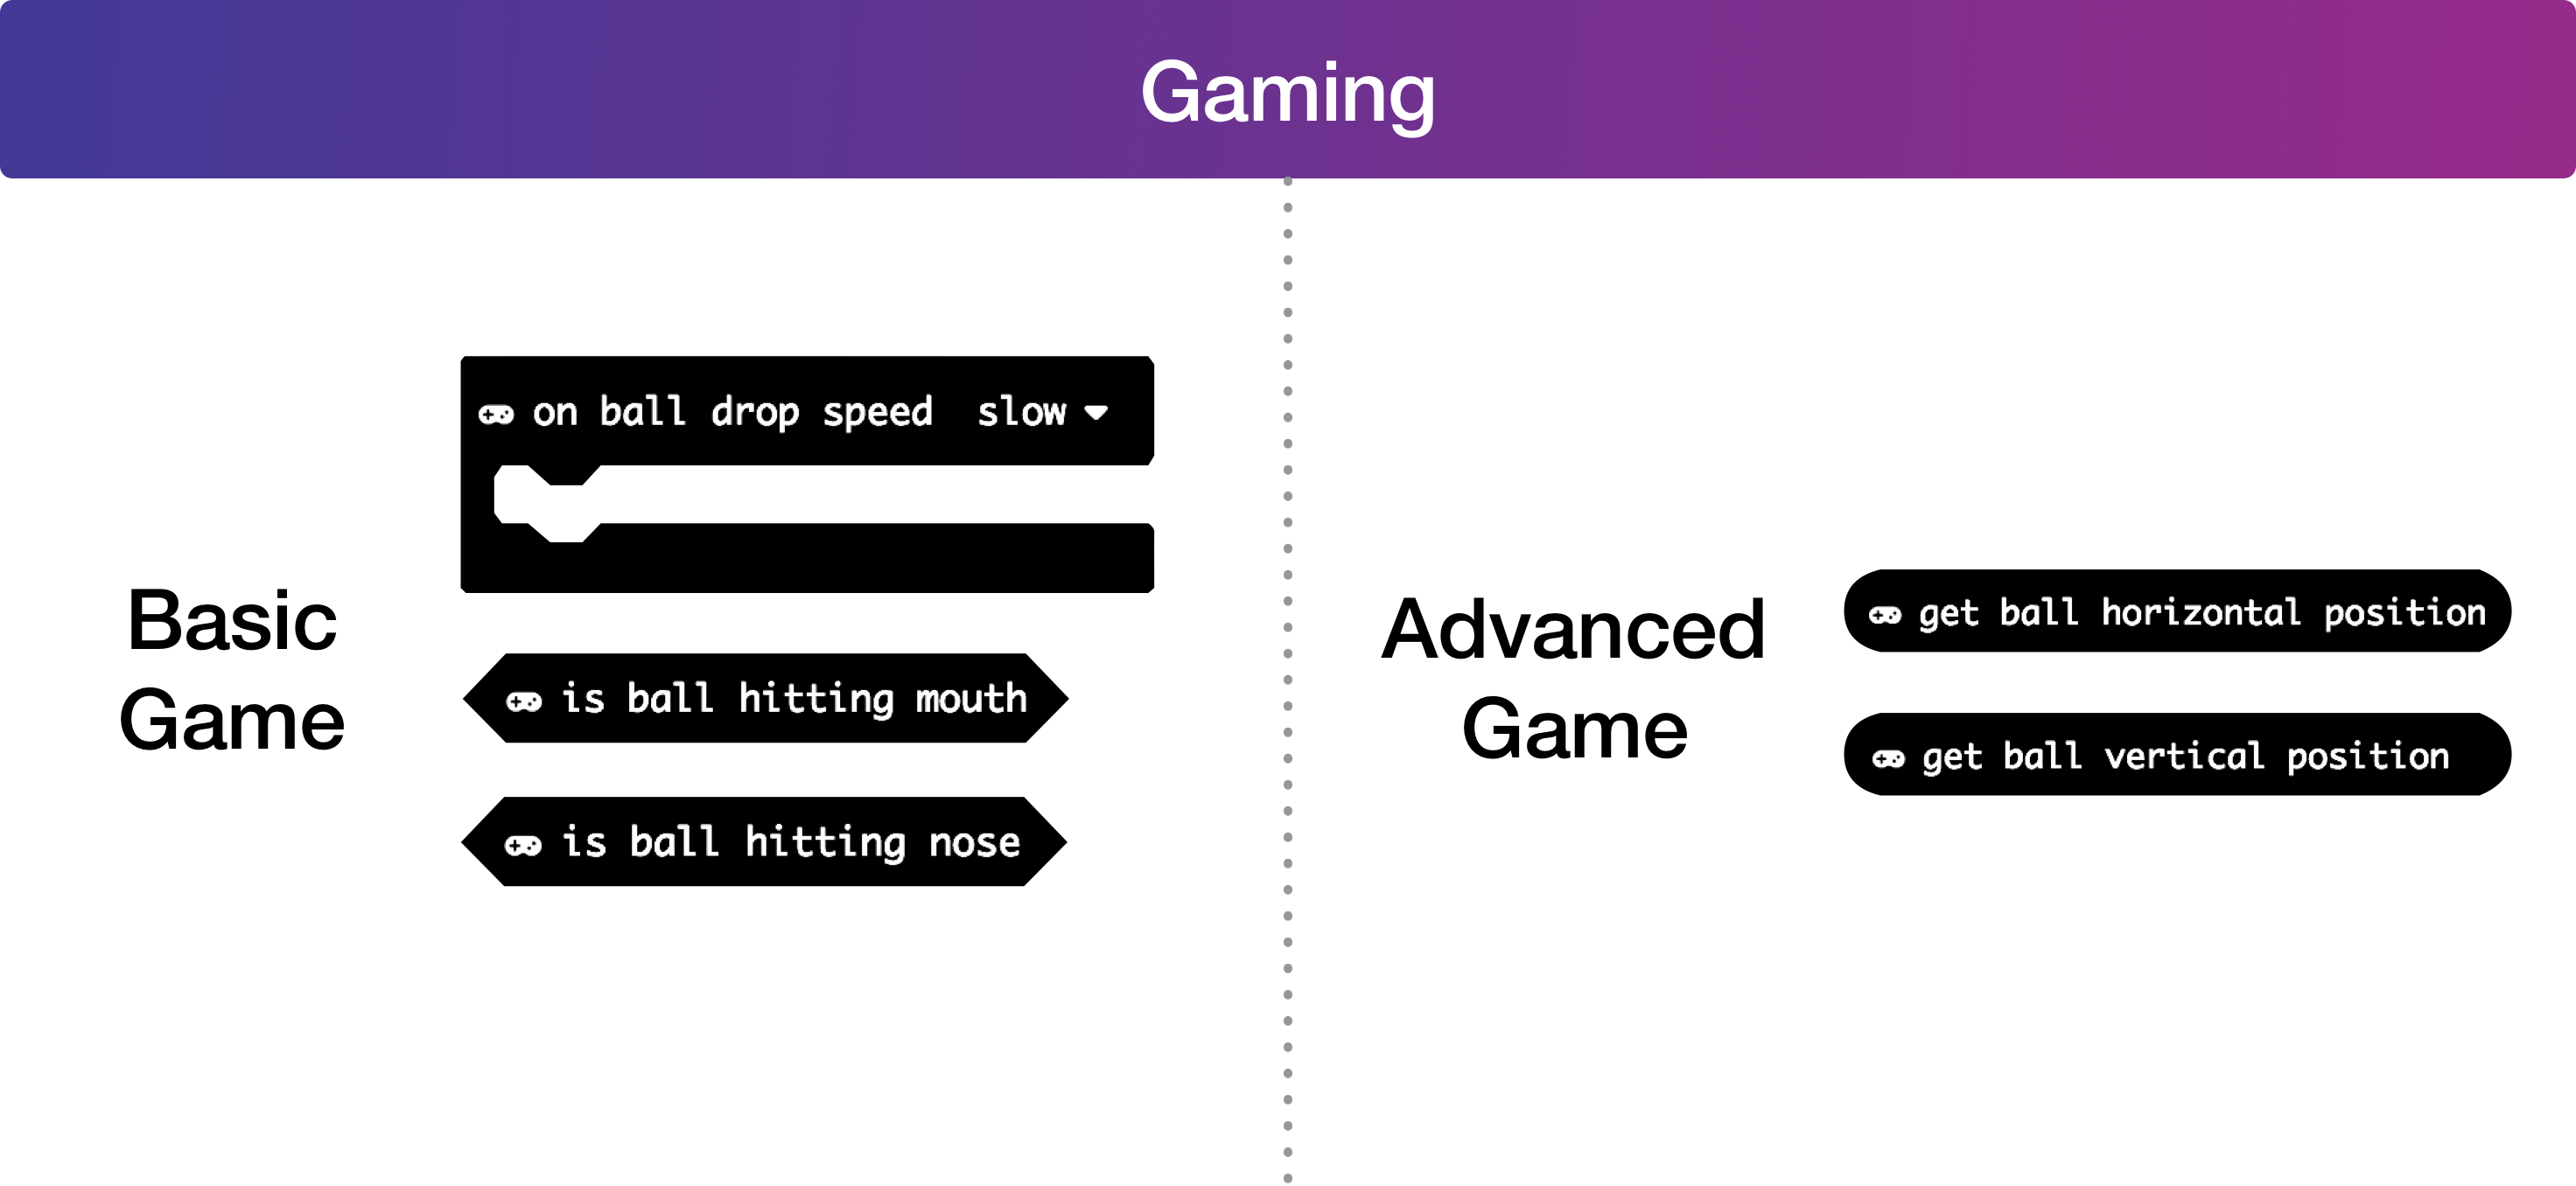 Gaming
Basic
Game
on ball drop speed slow
is ball hitting mouth
is ball hitting nose
Advanced
Game
get ball horizontal position
get ball vertical position